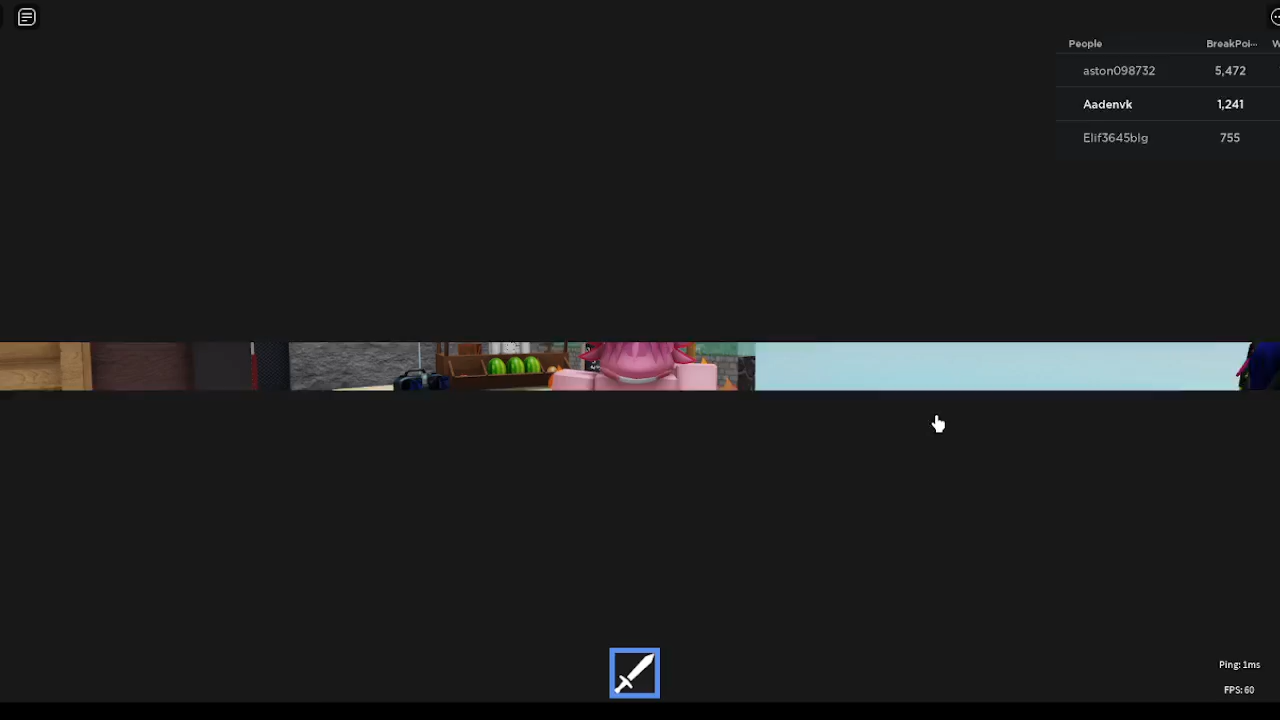 People BreakPoi... W
aston098732 5,472
Aadenvk 1,241
Elif3645blg 755
Ping: 1ms
FPS: 60